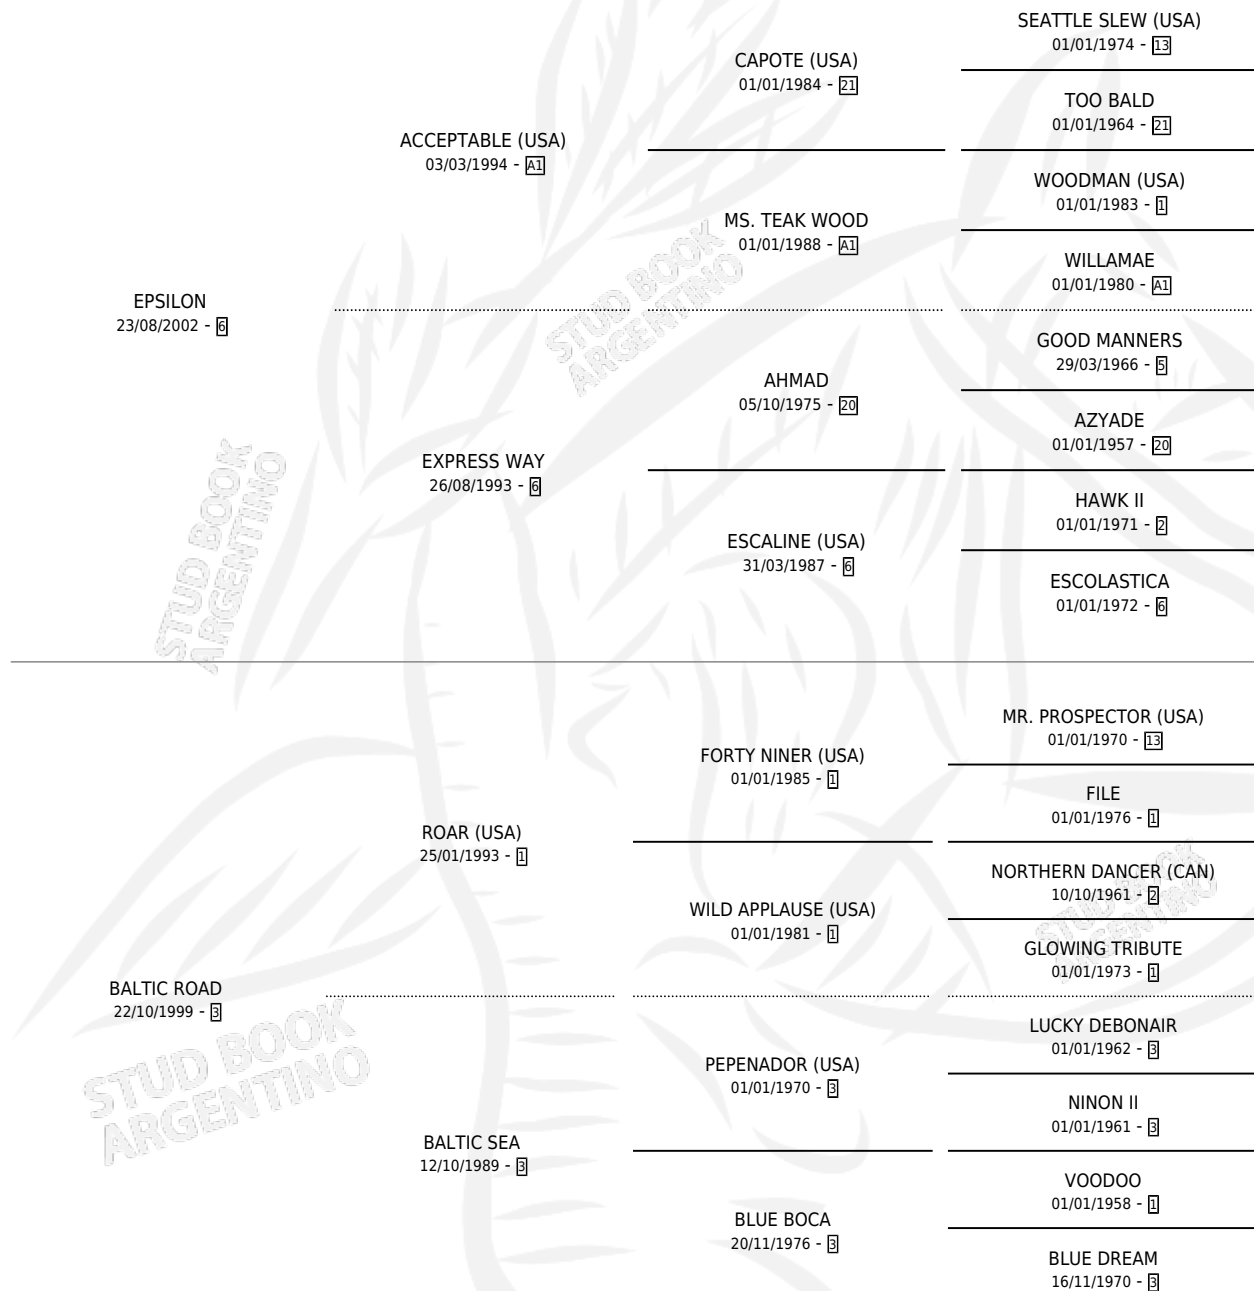 SEATTLE SLEW (USA)
01/01/1974 - 13
CAPOTE (USA)
01/01/1984 - 21
TOO BALD
01/01/1964 - 21
ACCEPTABLE (USA)
03/03/1994 - A1
WOODMAN (USA)
01/01/1983 - 1
MS. TEAK WOOD
01/01/1988 - A1
WILLAMAE
01/01/1980 - A1
EPSILON
23/08/2002 - 6
STUD BOOK
ARGENTINO
GOOD MANNERS
29/03/1966 - 5
AHMAD
05/10/1975 - 20
AZYADE
01/01/1957 - 20
EXPRESS WAY
26/08/1993 - 6
HAWK II
01/01/1971 - 2
ESCALINE (USA)
31/03/1987 - 6
ESCOLASTICA
01/01/1972 - 6
STUD BOOK
ARGENTINO
MR. PROSPECTOR (USA)
01/01/1970 - 13
FORTY NINER (USA)
01/01/1985 - 1
FILE
01/01/1976 - 1
ROAR (USA)
25/01/1993 - 1
NORTHERN DANCER (CAN)
10/10/1961 - 2
WILD APPLAUSE (USA)
01/01/1981 - 1
STUD BOOK
ARGENTINO
GLOWING TRIBUTE
01/01/1973 - 1
BALTIC ROAD
22/10/1999 - 3
STUD BOOK
ARGENTINO
LUCKY DEBONAIR
01/01/1962 - 3
PEPENADOR (USA)
01/01/1970 - 3
NINON II
01/01/1961 - 3
BALTIC SEA
12/10/1989 - 3
VOODOO
01/01/1958 - 1
BLUE BOCA
20/11/1976 - 3
BLUE DREAM
16/11/1970 - 3